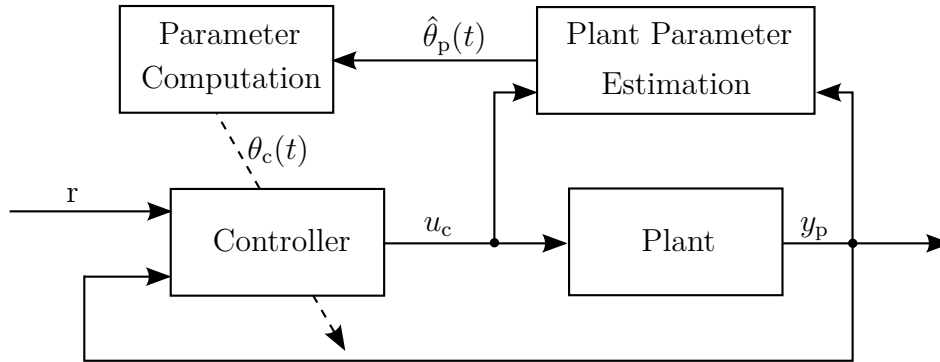 Parameter
Computation
θ̂p(t)
Plant Parameter
Estimation
θc(t)
r
Controller
uc
Plant
yp